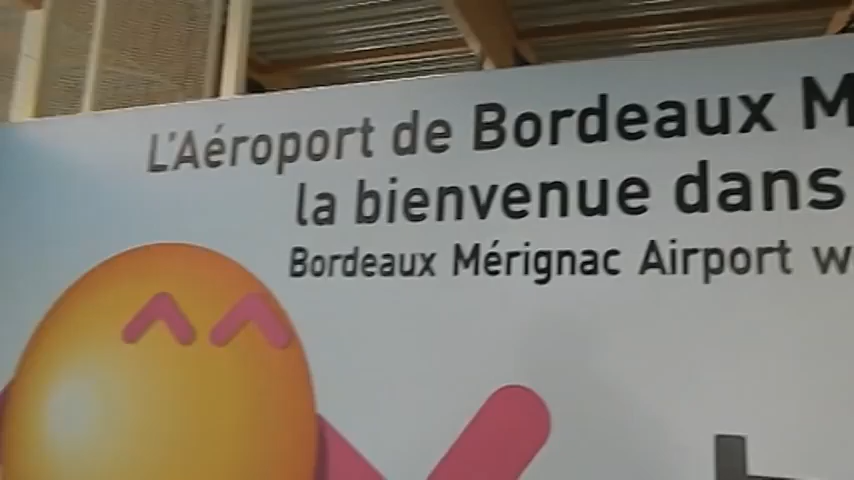 L'Aéroport de Bordeaux M
la bienvenue dans
Bordeaux Mérignac Airport w